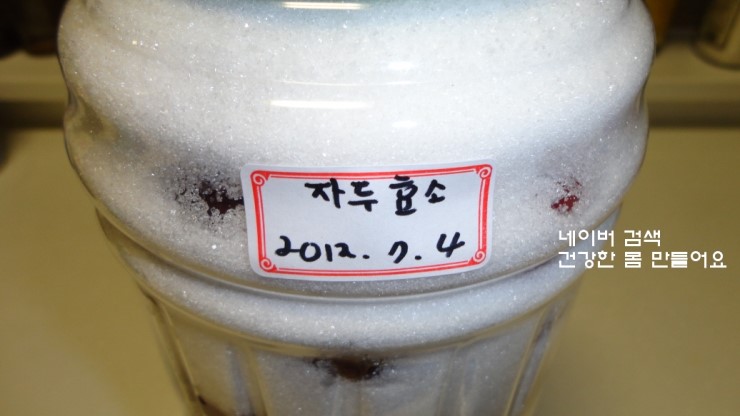 자두효소
2012. 7. 4
네이버 검색
건강한 몸 만들어요